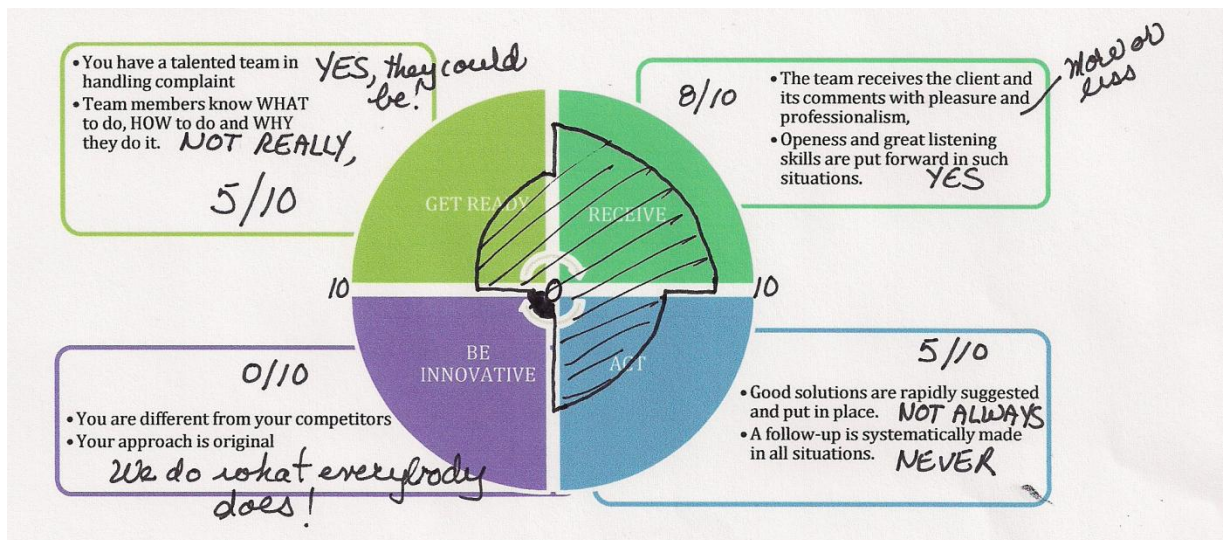 • You have a talented team in
handling complaint YES, they could
be!
• Team members know WHAT
to do, HOW to do and WHY
they do it. NOT REALLY,
5/10
8/10
• The team receives the client and
its comments with pleasure and
professionalism,
More or
less
• Openess and great listening
skills are put forward in such
situations. YES
GET READY
RECEIVE
10
0
10
BE
INNOVATIVE
ACT
0/10
• You are different from your competitors
• Your approach is original
We do what everybody
does!
5/10
• Good solutions are rapidly suggested
and put in place. NOT ALWAYS
• A follow-up is systematically made
in all situations. NEVER